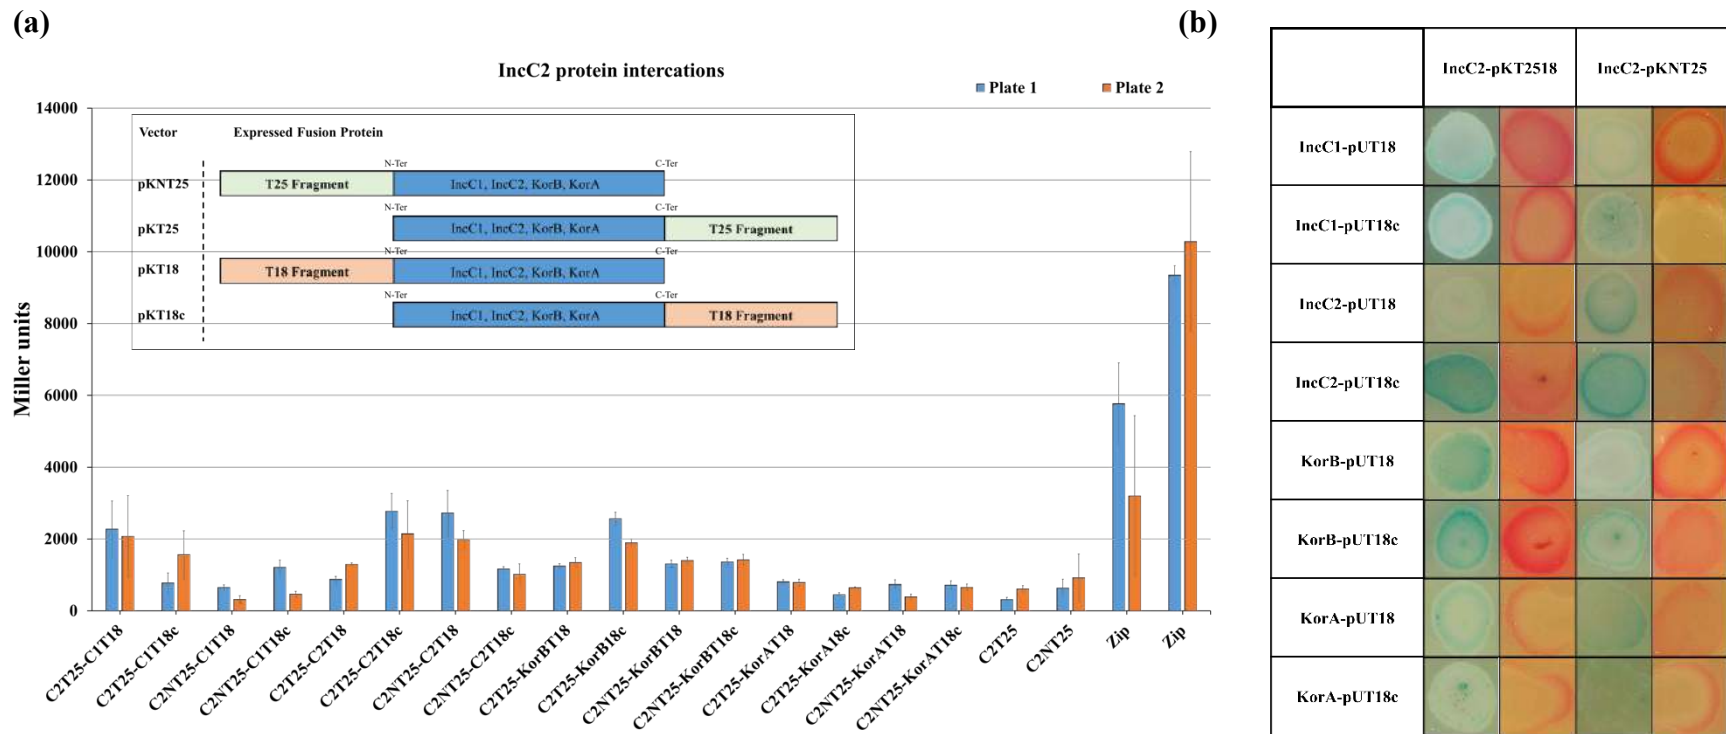 (a)
IncC2 protein intercations
Plate 1
Plate 2
Miller units
14000
12000
10000
8000
6000
4000
2000
0
Vector
Expressed Fusion Protein
N-Ter
C-Ter
pKNT25
T25 Fragment
IncC1, IncC2, KorB, KorA
N-Ter
C-Ter
pKT25
IncC1, IncC2, KorB, KorA
T25 Fragment
N-Ter
C-Ter
pKT18
T18 Fragment
IncC1, IncC2, KorB, KorA
N-Ter
C-Ter
pKT18c
IncC1, IncC2, KorB, KorA
T18 Fragment
C2T25-C1T18
C2T25-C1T18c
C2NT25-C1T18
C2NT25-C1T18c
C2T25-C2T18
C2T25-C2T18c
C2NT25-C2T18
C2NT25-C2T18c
C2T25-KorBT18
C2T25-KorBT18c
C2NT25-KorBT18
C2NT25-KorBT18c
C2T25-KorAT18
C2T25-KorAT18c
C2NT25-KorAT18
C2NT25-KorAT18c
C2T25
C2NT25
Zip
Zip
(b)
IncC2-pKT2518
IncC2-pKNT25
IncC1-pUT18
IncC1-pUT18c
IncC2-pUT18
IncC2-pUT18c
KorB-pUT18
KorB-pUT18c
KorA-pUT18
KorA-pUT18c